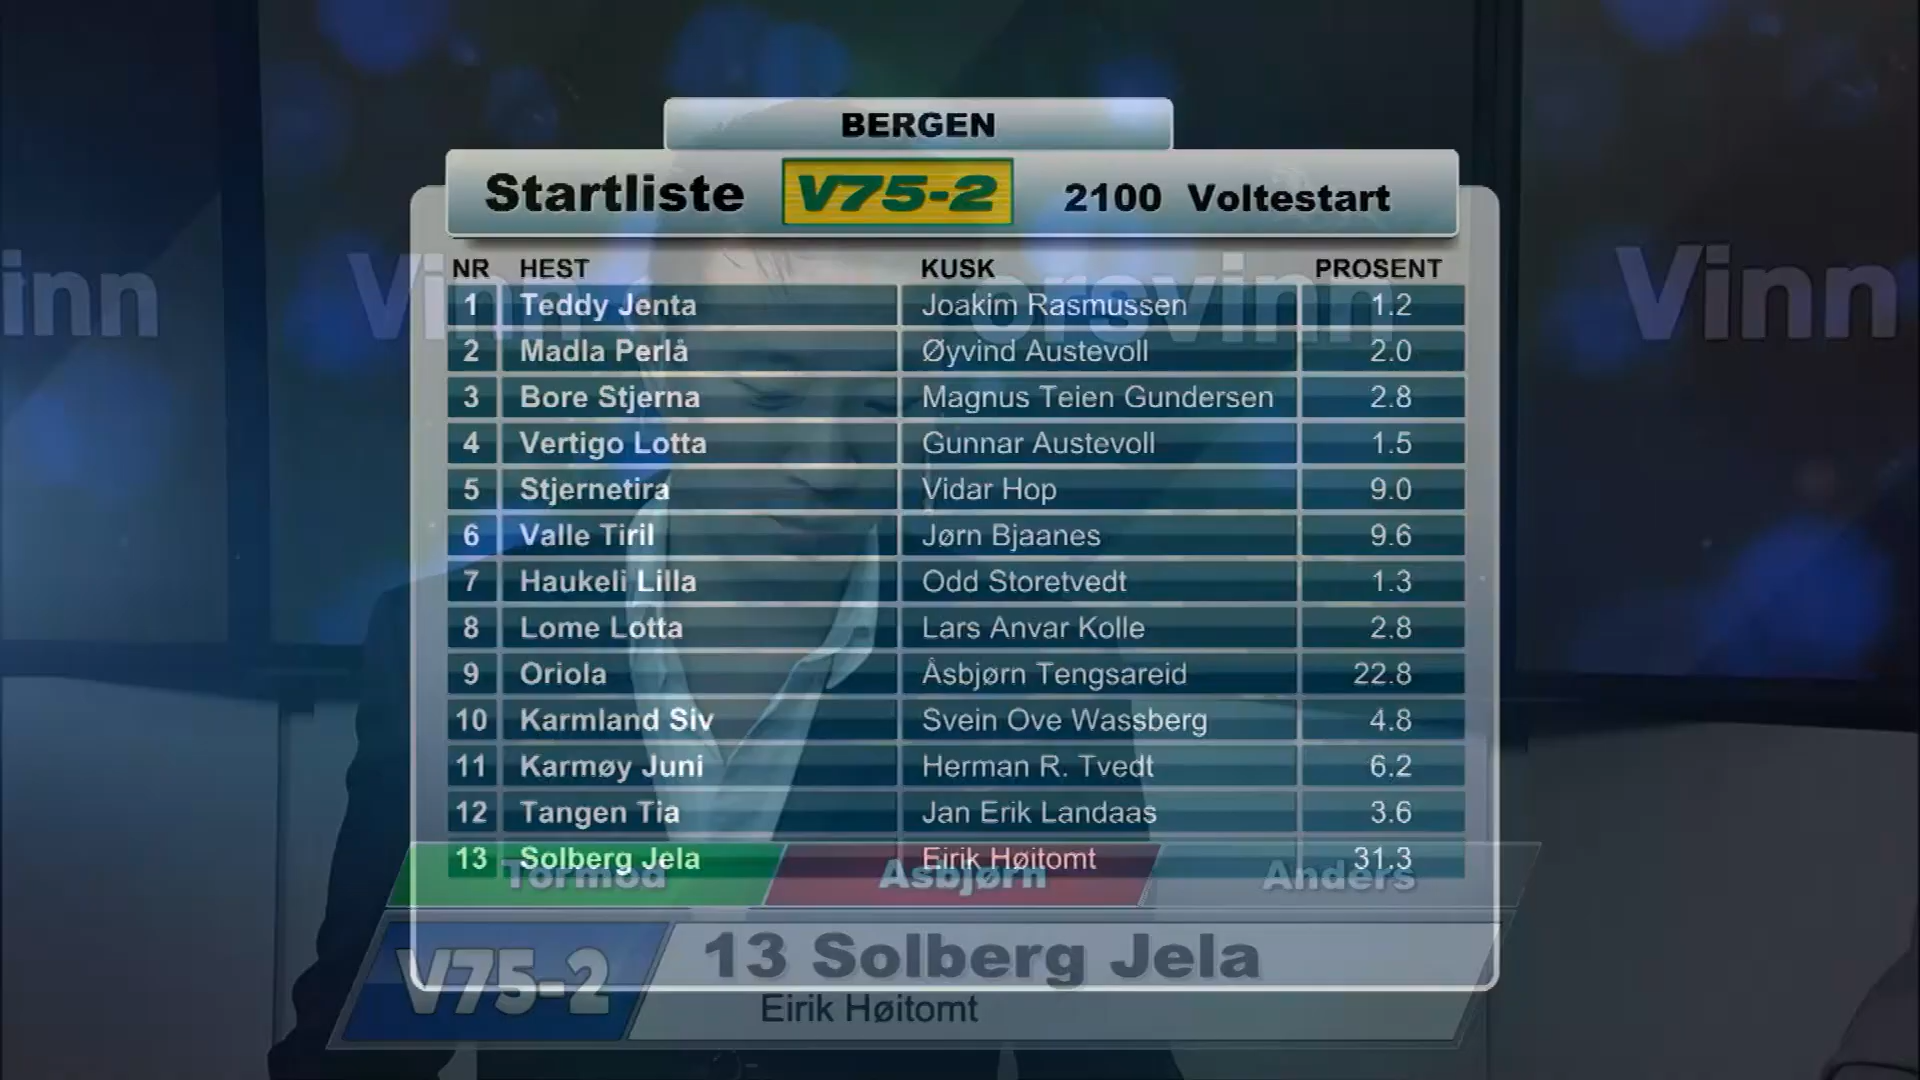 BERGEN
Startliste V75-2 2100 Voltestart
NR HEST KUSK PROSENT
inn Vinn orsvinn Vinn
1 Teddy Jenta Joakim Rasmussen 1.2
2 Madla Perlå Øyvind Austevoll 2.0
3 Bore Stjerna Magnus Teien Gundersen 2.8
4 Vertigo Lotta Gunnar Austevoll 1.5
5 Stjernetira Vidar Hop 9.0
6 Valle Tiril Jørn Bjaanes 9.6
7 Haukeli Lilla Odd Storetvedt 1.3
8 Lome Lotta Lars Anvar Kolle 2.8
9 Oriola Åsbjørn Tengsareid 22.8
10 Karmland Siv Svein Ove Wassberg 4.8
11 Karmøy Juni Herman R. Tvedt 6.2
12 Tangen Tia Jan Erik Landaas 3.6
13 Solberg Jela Eirik Høitomt 31.3
Tormod Asbjørn Anders
V75-2 13 Solberg Jela
Eirik Høitomt